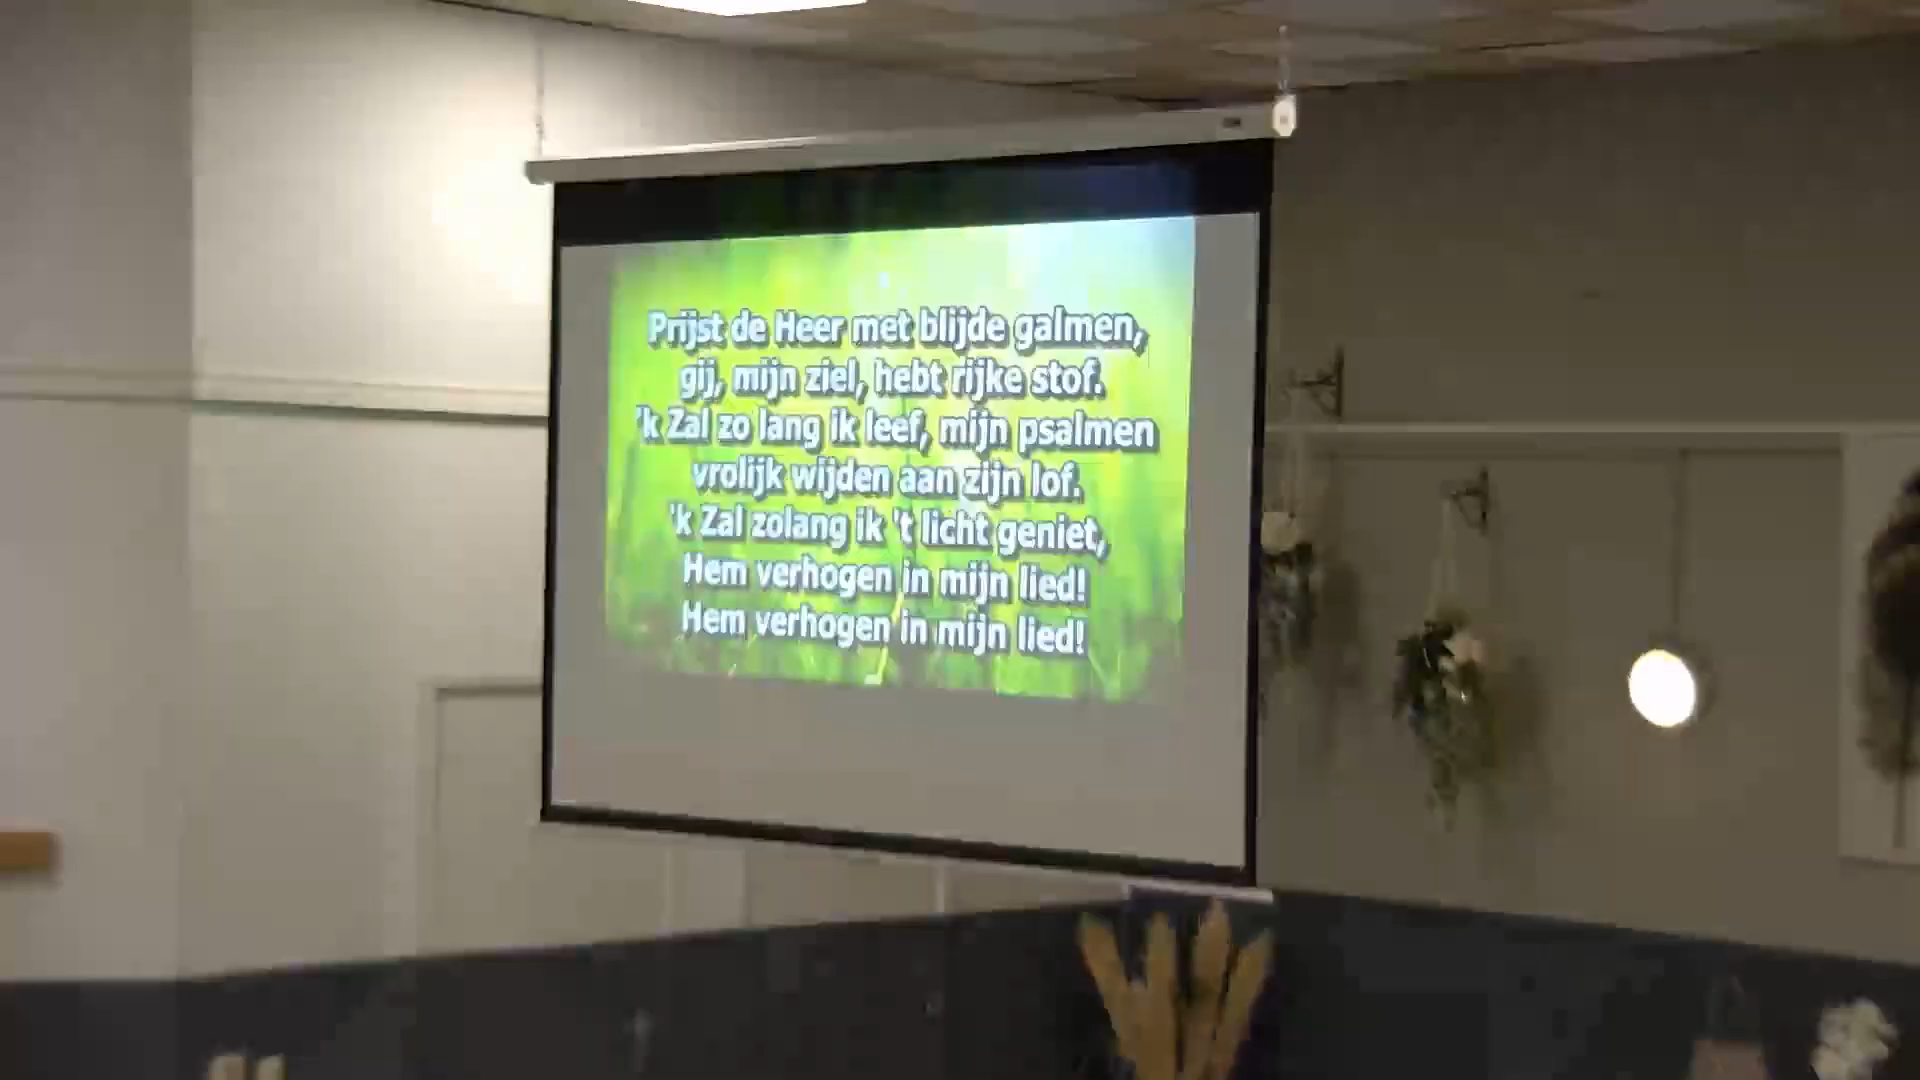 Prijst de Heer met blijde galmen,
gij, mijn ziel, hebt rijke stof.
'k Zal zo lang ik leef, mijn psalmen
vrolijk wijden aan zijn lof.
'k Zal zolang ik 't licht geniet,
Hem verhogen in mijn lied!
Hem verhogen in mijn lied!